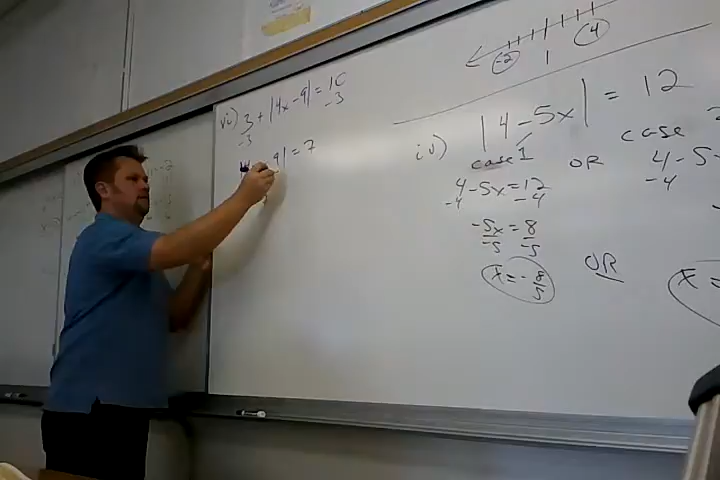 vii) 3 + |4x - 9| = 10
-3 -3
9| = 7
-2 1 4
iv) |4 - 5x| = 12
case 1 OR case
4 - 5x = 12 4 - 5
-4 -4 -4
-5x = 8
-5 -5
x = -8/5 OR x =